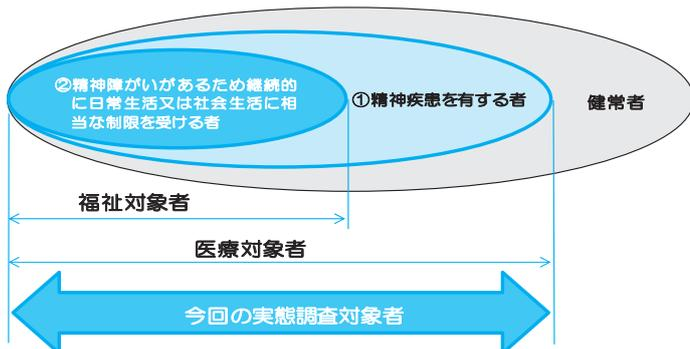 ②精神障がいがあるため継続的
に日常生活又は社会生活に相
当な制限を受ける者
①精神疾患を有する者
健常者
福祉対象者
医療対象者
今回の実態調査対象者